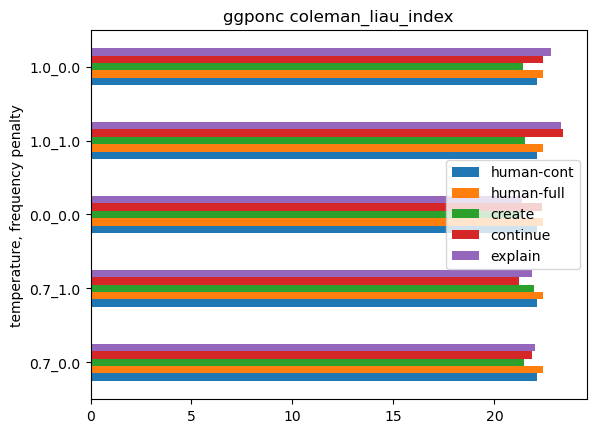 ggponc coleman_liau_index
temperature, frequency penalty
1.0_0.0
1.0_1.0
0.0_0.0
0.7_1.0
0.7_0.0
human-cont
human-full
create
continue
explain
0 5 10 15 20